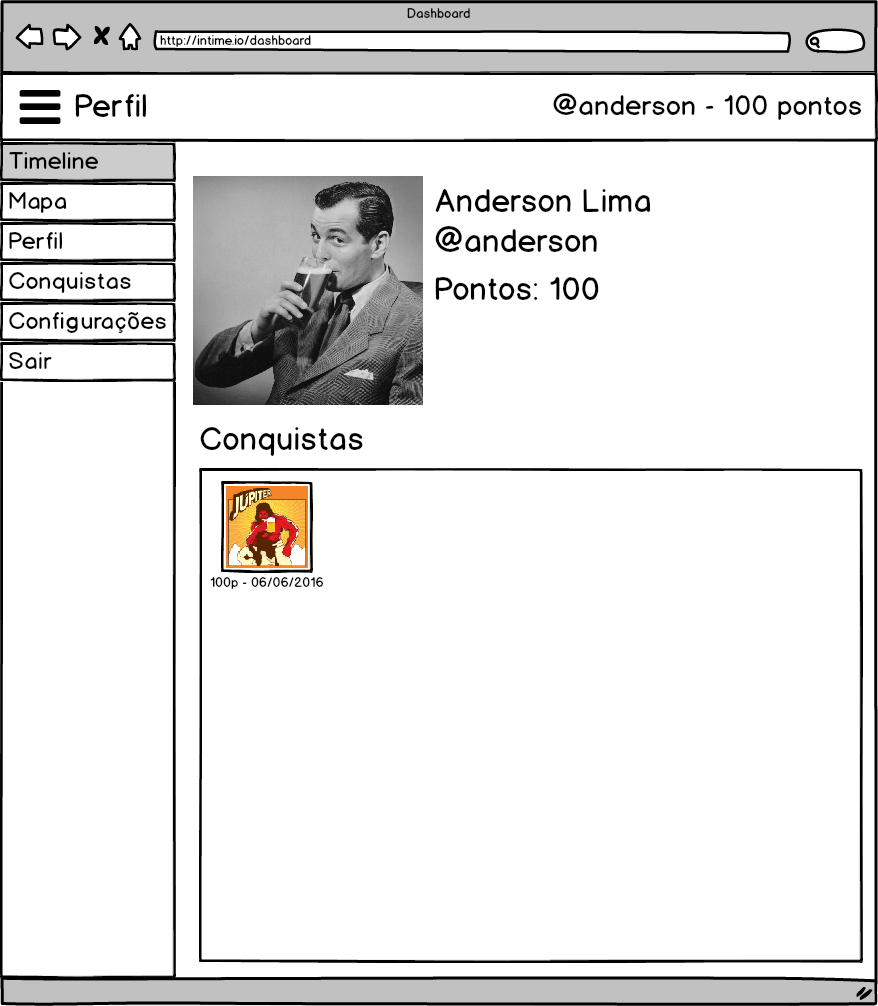 Dashboard
http://intime.io/dashboard
Perfil
@anderson - 100 pontos
Timeline
Mapa
Perfil
Conquistas
Configurações
Sair
Anderson Lima
@anderson
Pontos: 100
Conquistas
JUPITER
100p - 06/06/2016